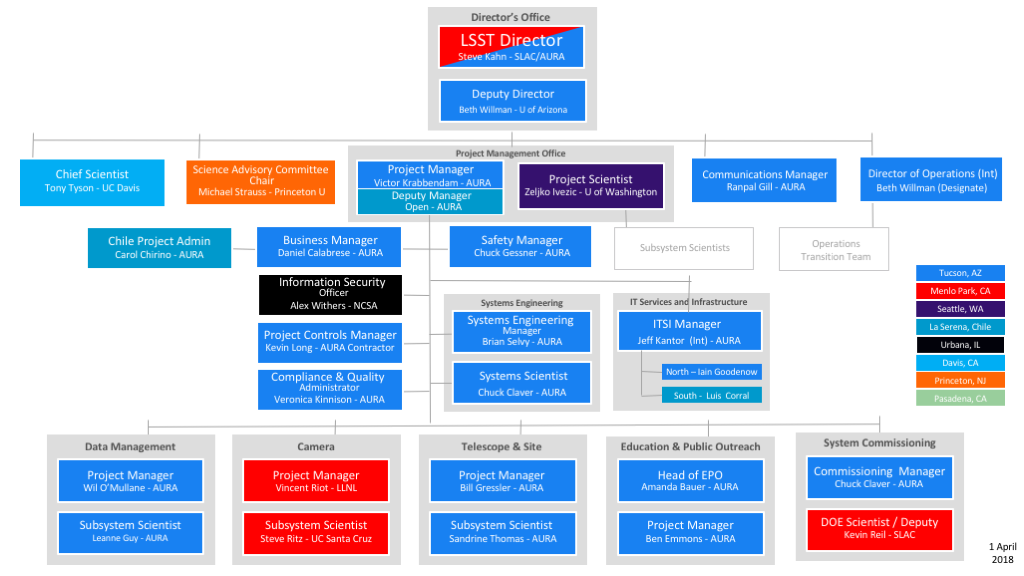 Director's Office
LSST Director
Steve Kahn - SLAC/AURA
Deputy Director
Beth Willman - U of Arizona
Chief Scientist
Tony Tyson - UC Davis
Science Advisory Committee
Chair
Michael Strauss - Princeton U
Project Management Office
Project Manager
Victor Krabbendam - AURA
Deputy Manager
Open - AURA
Project Scientist
Zeljko Ivezic - U of Washington
Communications Manager
Ranpal Gill - AURA
Director of Operations (Int)
Beth Willman (Designate)
Chile Project Admin
Carol Chirino - AURA
Business Manager
Daniel Calabrese - AURA
Safety Manager
Chuck Gessner - AURA
Subsystem Scientists
Operations
Transition Team
Information Security
Officer
Alex Withers - NCSA
Project Controls Manager
Kevin Long - AURA Contractor
Compliance & Quality
Administrator
Veronica Kinnison - AURA
Systems Engineering
Systems Engineering
Manager
Brian Selvy - AURA
Systems Scientist
Chuck Claver - AURA
IT Services and Infrastructure
ITSI Manager
Jeff Kantor (Int) - AURA
North – Iain Goodenow
South - Luis Corral
Tucson, AZ
Menlo Park, CA
Seattle, WA
La Serena, Chile
Urbana, IL
Davis, CA
Princeton, NJ
Pasadena, CA
Data Management
Project Manager
Wil O'Mullane - AURA
Subsystem Scientist
Leanne Guy - AURA
Camera
Project Manager
Vincent Riot - LLNL
Subsystem Scientist
Steve Ritz - UC Santa Cruz
Telescope & Site
Project Manager
Bill Gressler - AURA
Subsystem Scientist
Sandrine Thomas - AURA
Education & Public Outreach
Head of EPO
Amanda Bauer - AURA
Project Manager
Ben Emmons - AURA
System Commissioning
Commissioning Manager
Chuck Claver - AURA
DOE Scientist / Deputy
Kevin Reil - SLAC
1 April
2018